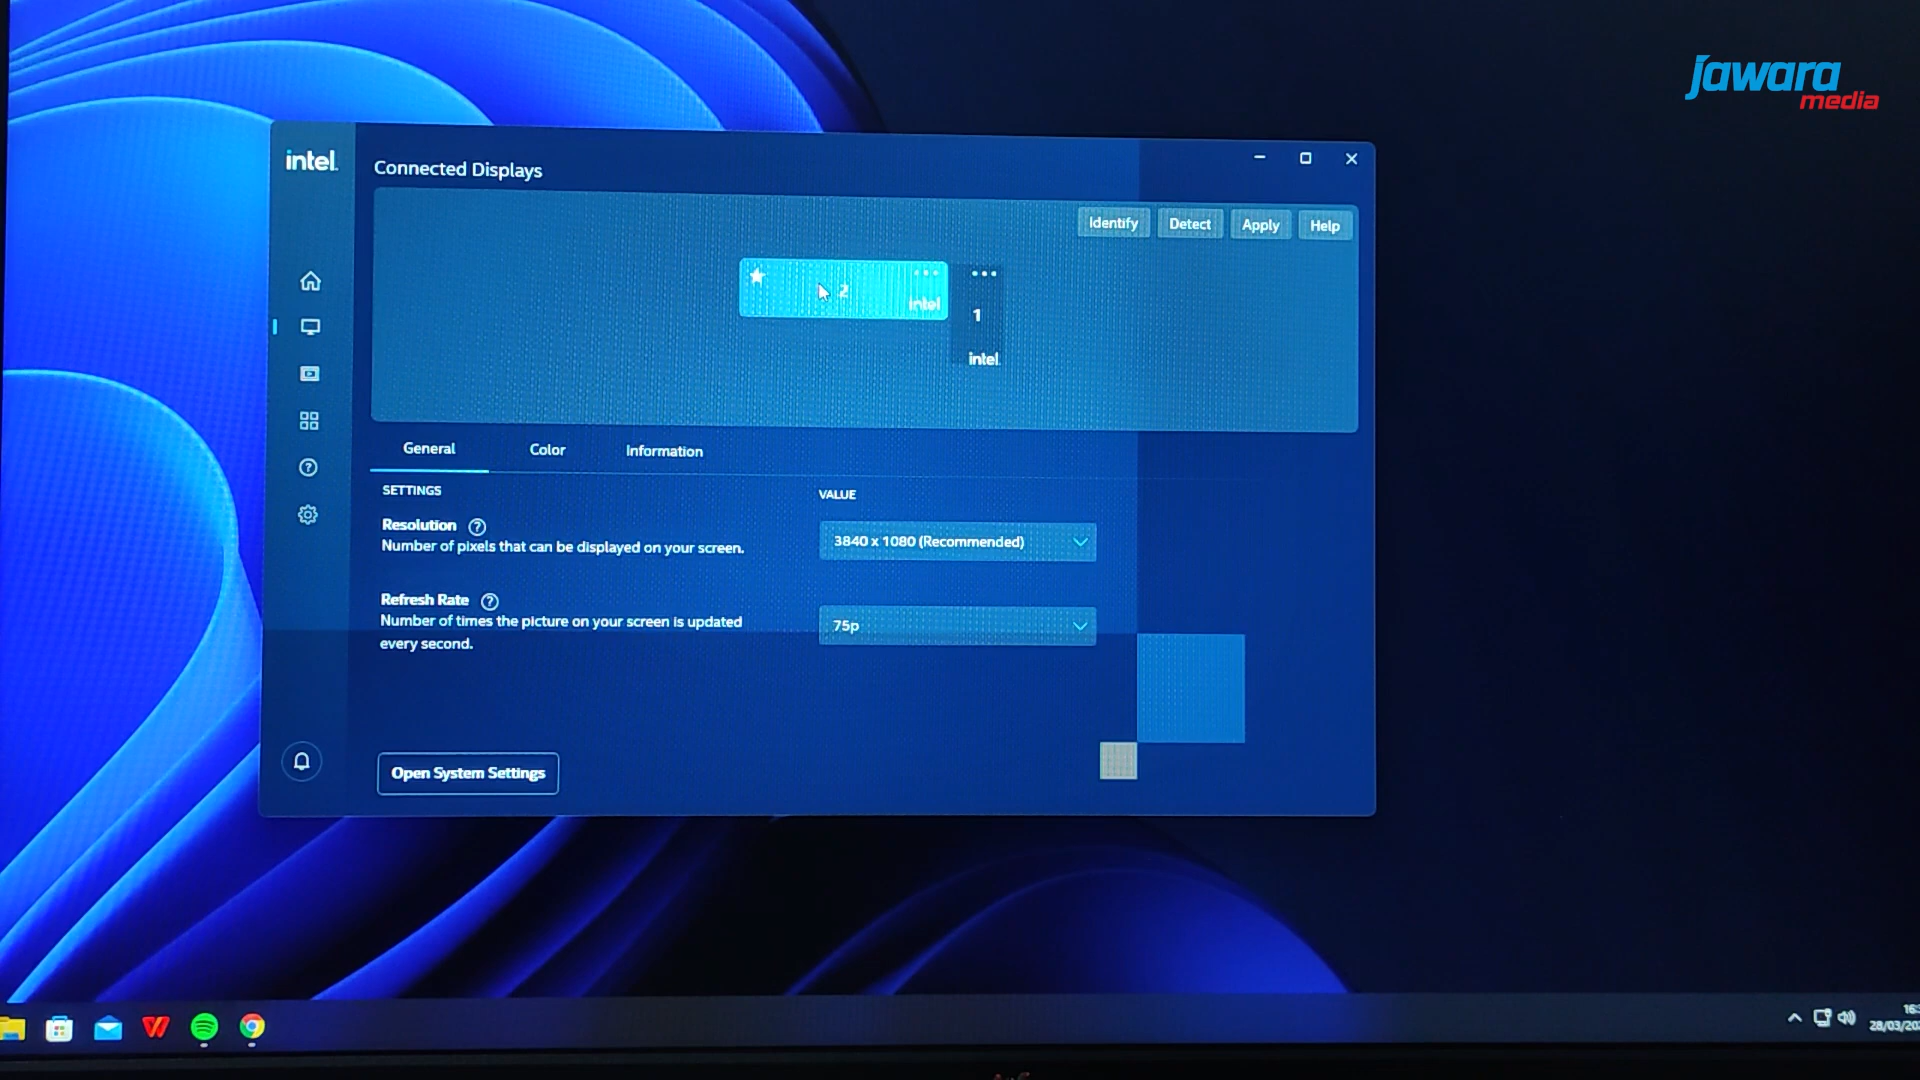 jawara
media
intel.
Connected Displays
Identify
Detect
Apply
Help
2
intel
1
intel
General
Color
Information
SETTINGS
VALUE
Resolution
Number of pixels that can be displayed on your screen.
3840 x 1080 (Recommended)
Refresh Rate
Number of times the picture on your screen is updated
every second.
75p
Open System Settings